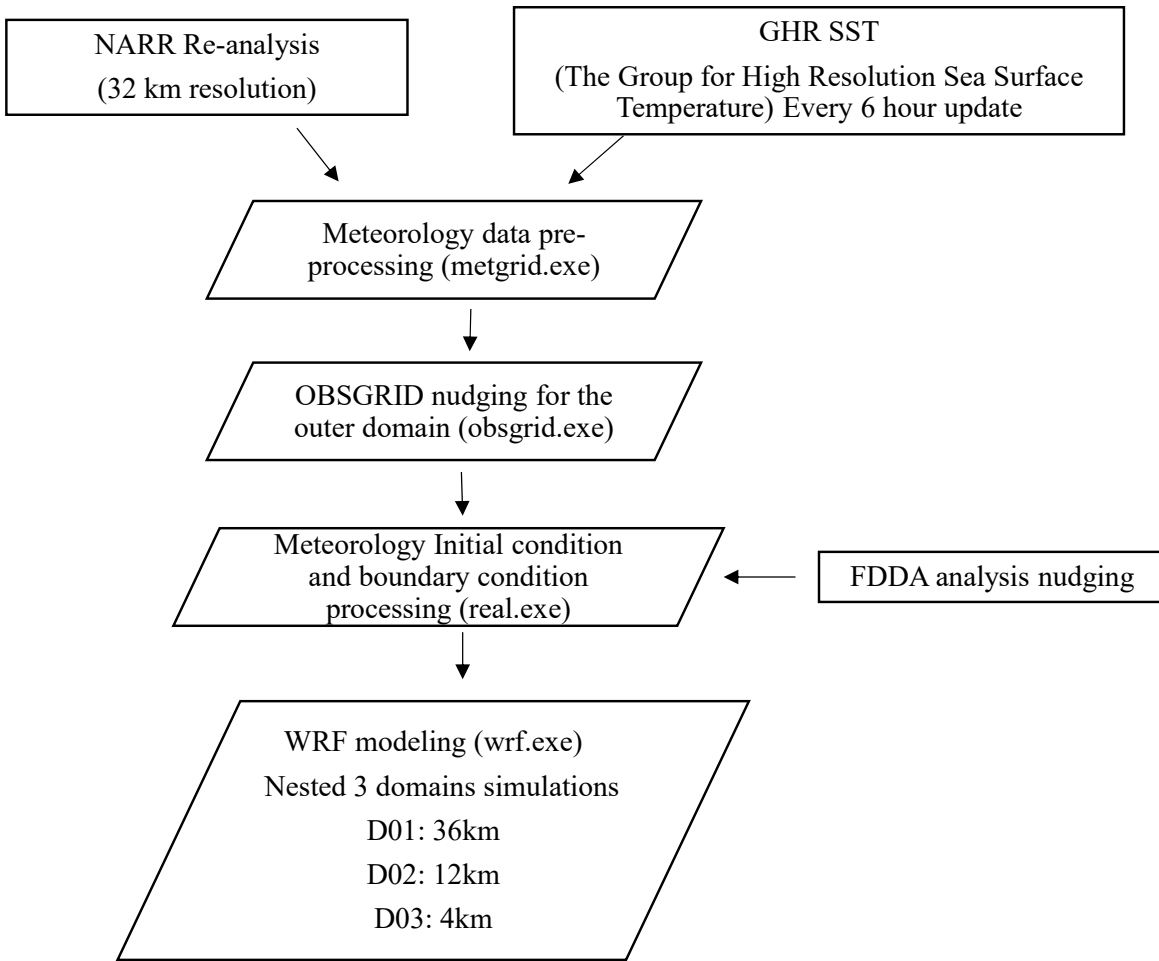 NARR Re-analysis
(32 km resolution)
GHR SST
(The Group for High Resolution Sea Surface
Temperature) Every 6 hour update
Meteorology data pre-
processing (metgrid.exe)
OBSGRID nudging for the
outer domain (obsgrid.exe)
Meteorology Initial condition
and boundary condition
processing (real.exe)
FDDA analysis nudging
WRF modeling (wrf.exe)
Nested 3 domains simulations
D01: 36km
D02: 12km
D03: 4km